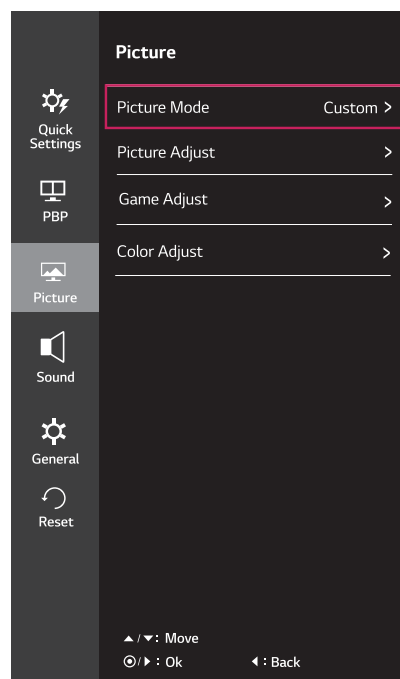 Picture
Quick
Settings
PBP
Picture
Sound
General
Reset
Picture Mode Custom >
Picture Adjust >
Game Adjust >
Color Adjust >
▲/▼: Move
⦿/▶ : Ok ◀ : Back